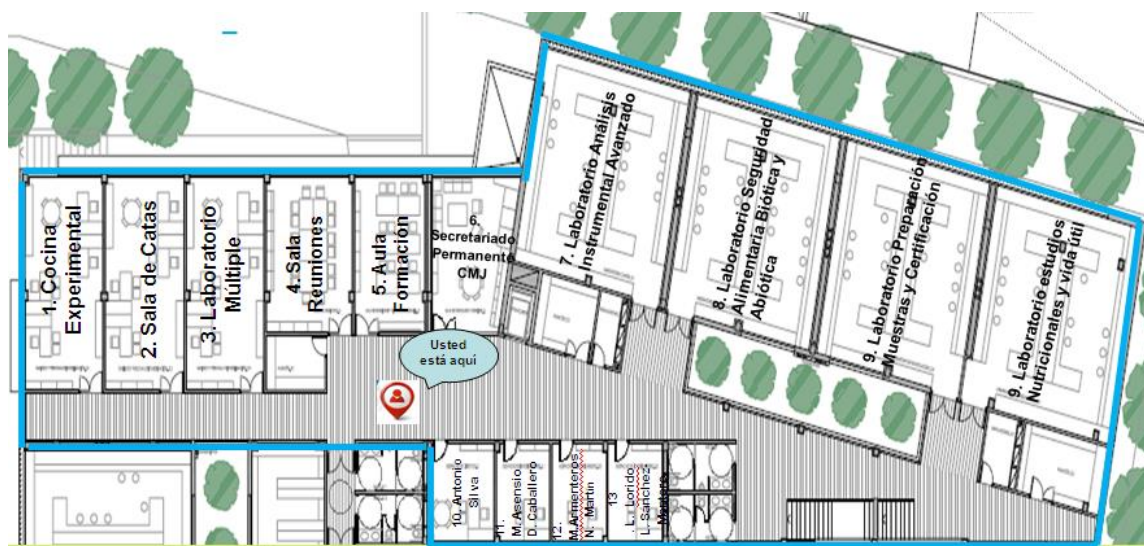 1. Cocina
Experimental
2. Sala de Catas
3. Laboratorio
Múltiple
4.Sala
Reuniones
5. Aula
Formacion
6.
Secretariado
Permanente
CMJ
7. Laboratorio Análisis
Instrumental Avanzado
8. Laboratorio Seguridad
Alimentaria Biótica y
Abiótica
9. Laboratorio Preparación
Muestras y Certificación
9. Laboratorio estudios
Nutricionales y vida útil
Usted
está aquí
10. Antonio
Silva
11.
M. Asensio
D. Caballero
12.
M.Armenteros.
N. Martín
13
. L. Lorido
L. Sánchez-
Montero